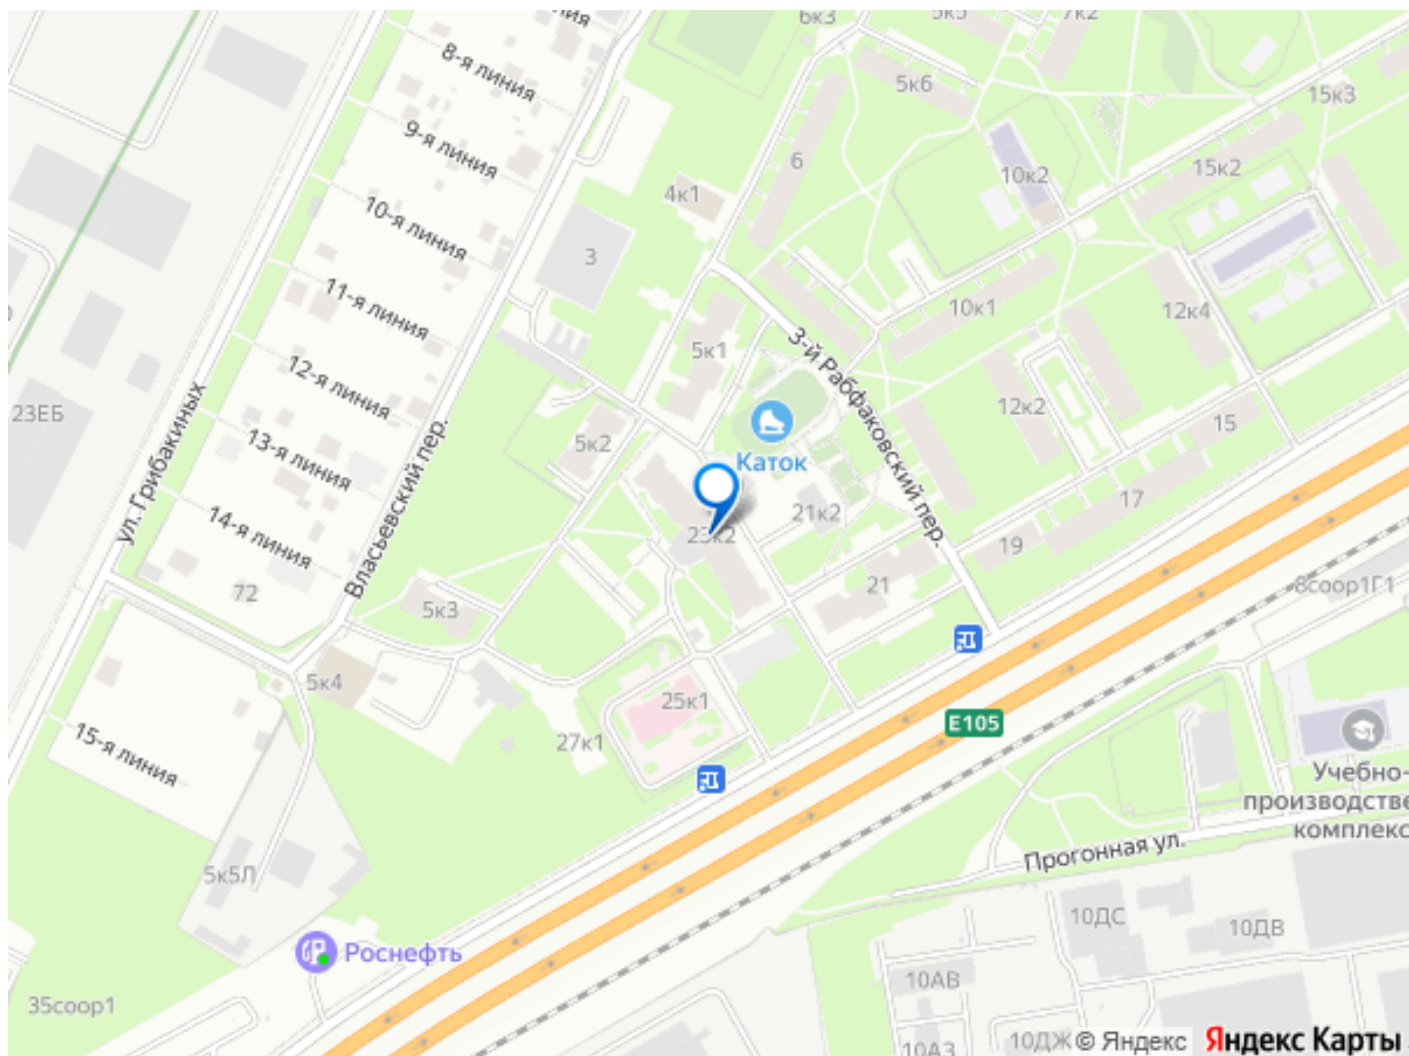 6к3
5к5
7к2
8-я линия
5к6
15к3
9-я линия
6
10к2
15к2
4к1
10-я линия
3
11-я линия
10к1
12к4
3-й Рабфаковский пер.
5к1
12-я линия
12к2
23ЕБ
ул. Грибакиных
Власьевский пер.
13-я линия
5к2
Каток
15
17
14-я линия
21к2
23к2
19
72
5к3
21
8соор1Г1
5к4
25к1
E105
15-я линия
27к1
Учебно-
производстве
комплекс
Прогонная ул.
5к5Л
10ДС
10ДВ
Роснефть
10АВ
35соор1
10ДЖ
© Яндекс
Яндекс Карты
10АЗ